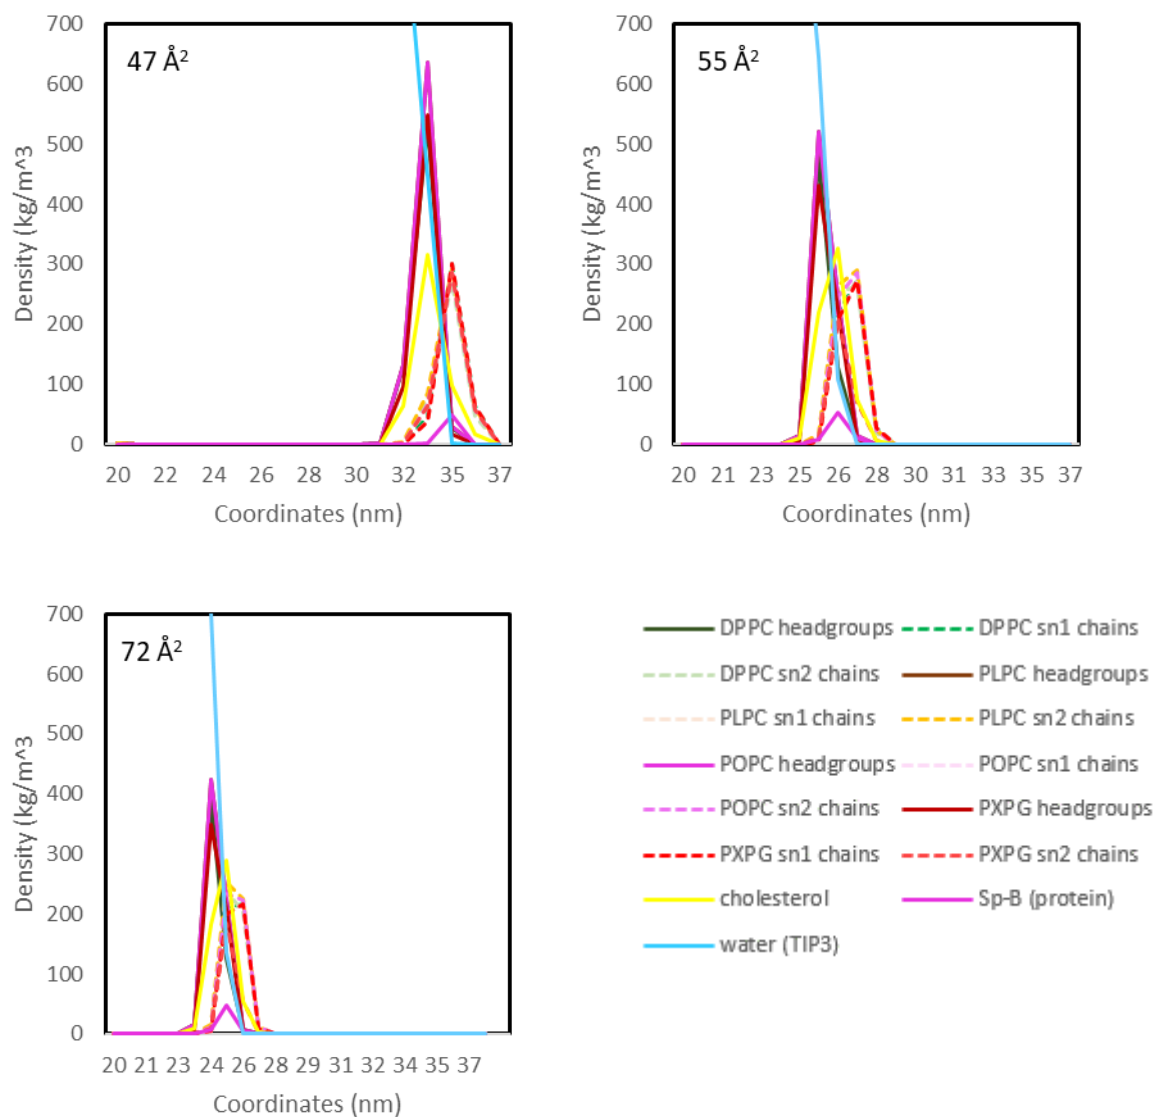 47 Å²
700
600
500
400
300
200
100
0
Density (kg/m^3
20 22 24 26 28 30 32 35 37
Coordinates (nm)
55 Å²
700
600
500
400
300
200
100
0
Density (kg/m^3
20 21 23 25 26 28 30 31 33 35 37
Coordinates (nm)
72 Å²
700
600
500
400
300
200
100
0
Density (kg/m^3
20 21 23 24 26 28 29 31 32 34 35 37
Coordinates (nm)
DPPC headgroups DPPC sn1 chains
DPPC sn2 chains PLPC headgroups
PLPC sn1 chains PLPC sn2 chains
POPC headgroups POPC sn1 chains
POPC sn2 chains PXPG headgroups
PXPG sn1 chains PXPG sn2 chains
cholesterol Sp-B (protein)
water (TIP3)